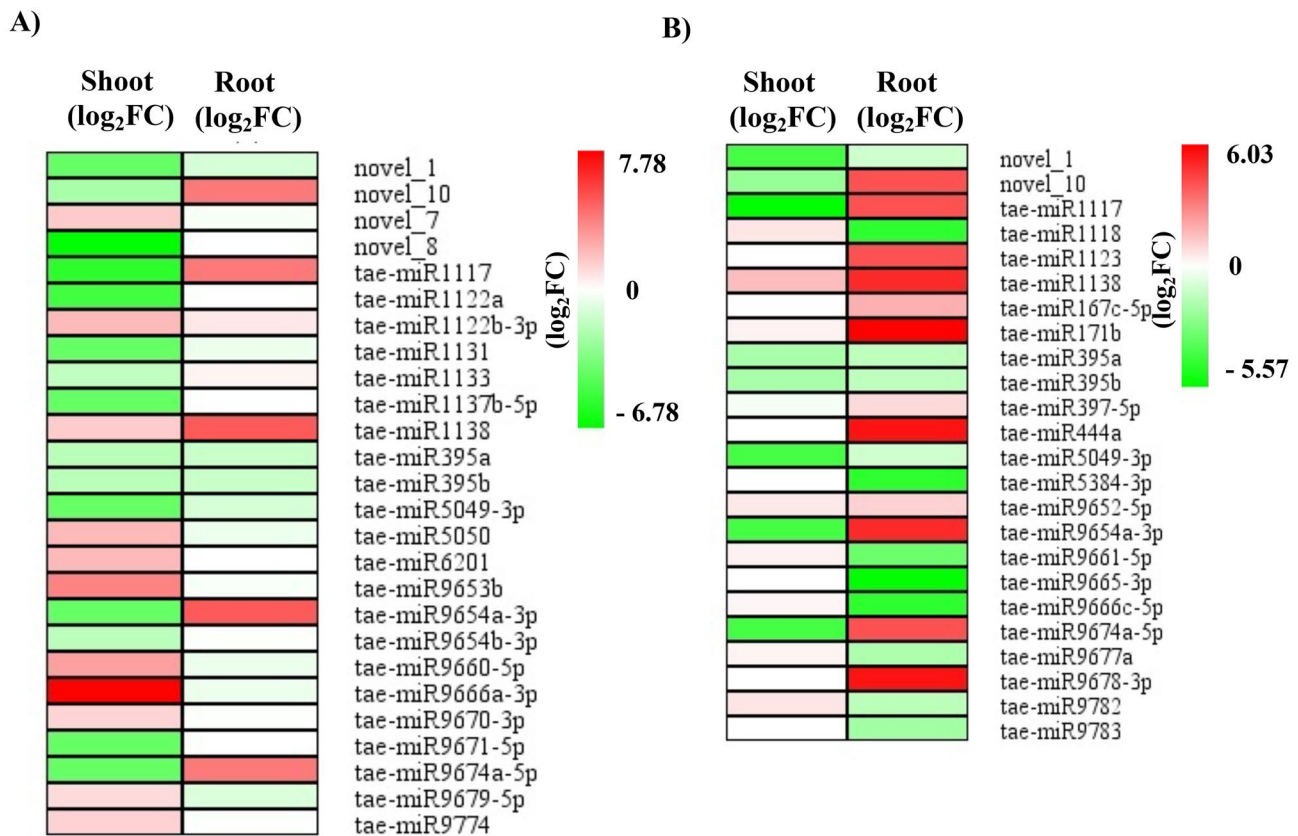 A)
Shoot
(log₂FC)
Root
(log₂FC)
novel_1
novel_10
novel_7
novel_8
tae-miR1117
tae-miR1122a
tae-miR1122b-3p
tae-miR1131
tae-miR1133
tae-miR1137b-5p
tae-miR1138
tae-miR395a
tae-miR395b
tae-miR5049-3p
tae-miR5050
tae-miR6201
tae-miR9653b
tae-miR9654a-3p
tae-miR9654b-3p
tae-miR9660-5p
tae-miR9666a-3p
tae-miR9670-3p
tae-miR9671-5p
tae-miR9674a-5p
tae-miR9679-5p
tae-miR9774
7.78
0
- 6.78
(log₂FC)
B)
Shoot
(log₂FC)
Root
(log₂FC)
novel_1
novel_10
tae-miR1117
tae-miR1118
tae-miR1123
tae-miR1138
tae-miR167c-5p
tae-miR171b
tae-miR395a
tae-miR395b
tae-miR397-5p
tae-miR444a
tae-miR5049-3p
tae-miR5384-3p
tae-miR9652-5p
tae-miR9654a-3p
tae-miR9661-5p
tae-miR9665-3p
tae-miR9666c-5p
tae-miR9674a-5p
tae-miR9677a
tae-miR9678-3p
tae-miR9782
tae-miR9783
6.03
0
- 5.57
(log₂FC)